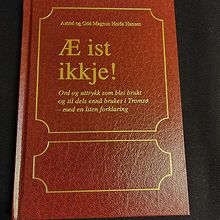 Astrid og Odd Magnus Heide Hansen
Æ ist
ikkje!
Ord og uttrykk som blei brukt
og til dels ennå brukes i Tromsø
– med en liten forklaring